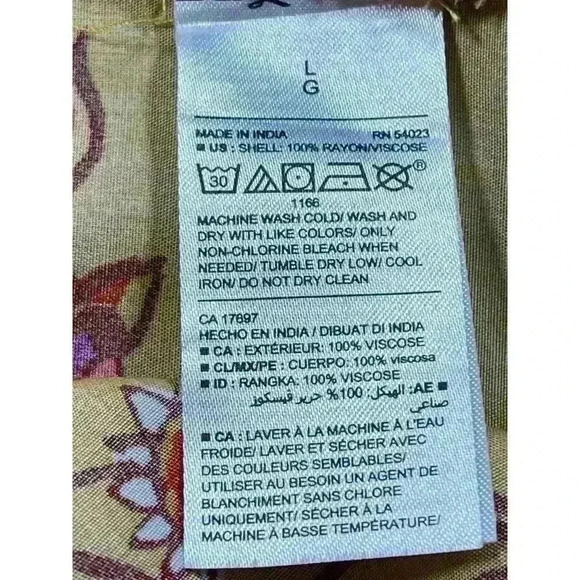 L
G
MADE IN INDIA RN 54023
■ US : SHELL: 100% RAYON/VISCOSE
30
1166
MACHINE WASH COLD/ WASH AND
DRY WITH LIKE COLORS/ ONLY
NON-CHLORINE BLEACH WHEN
NEEDED/ TUMBLE DRY LOW/ COOL
IRON/ DO NOT DRY CLEAN
CA 17897
HECHO EN INDIA / DIBUAT DI INDIA
■ CA : EXTÉRIEUR: 100% VISCOSE
■ CL/MX/PE : CUERPO: 100% viscosa
■ ID : RANGKA: 100% VISCOSE
■ AE: الهيكل: 100% حرير فيسكوز
صناعي
■ CA : LAVER À LA MACHINE À L'EAU
FROIDE/ LAVER ET SÉCHER AVEC
DES COULEURS SEMBLABLES/
UTILISER AU BESOIN UN AGENT DE
BLANCHIMENT SANS CHLORE
UNIQUEMENT/ SÉCHER À LA
MACHINE À BASSE TEMPÉRATURE/